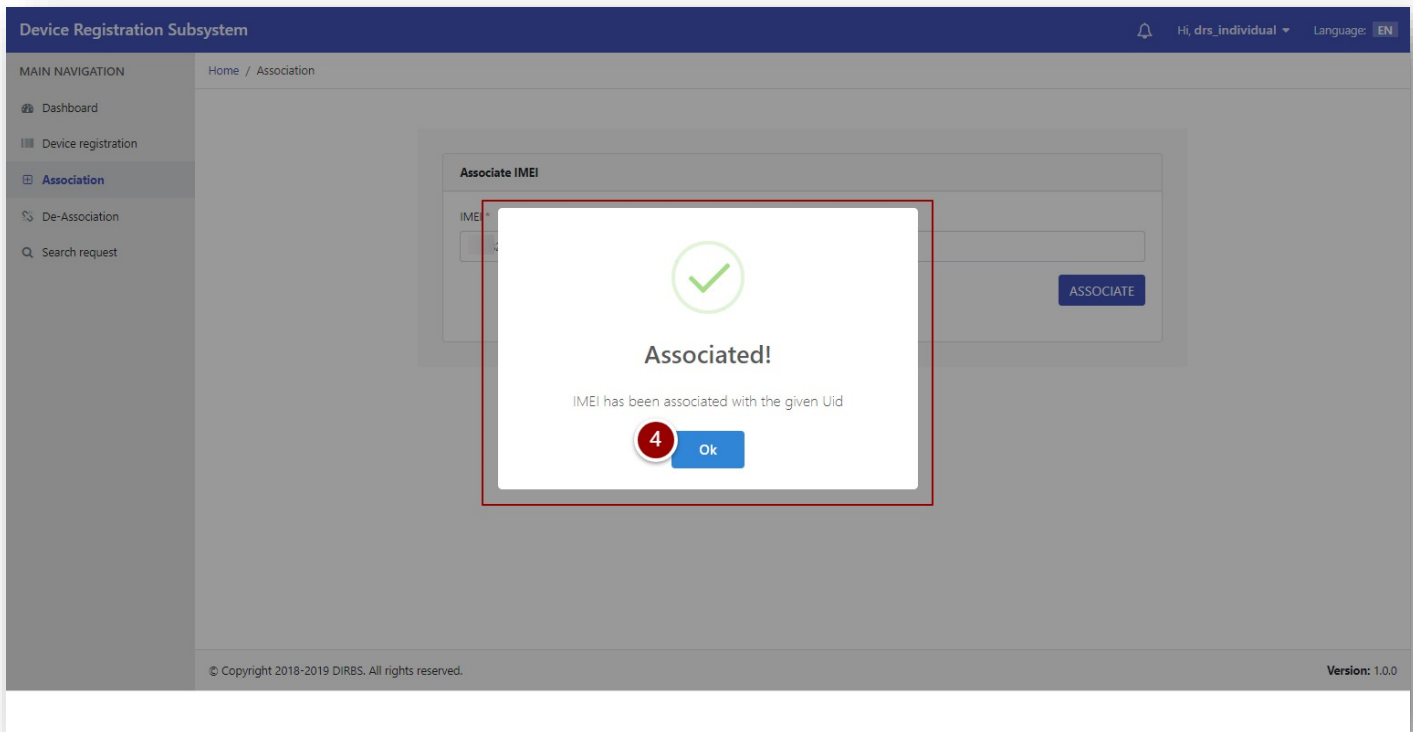 Device Registration Subsystem
Hi, drs_individual Language: EN
MAIN NAVIGATION
Home / Association
Dashboard
Device registration
Association
De-Association
Search request
Associate IMEI
IMEI *
ASSOCIATE
Associated!
IMEI has been associated with the given Uid
4
Ok
© Copyright 2018-2019 DIRBS. All rights reserved.
Version: 1.0.0